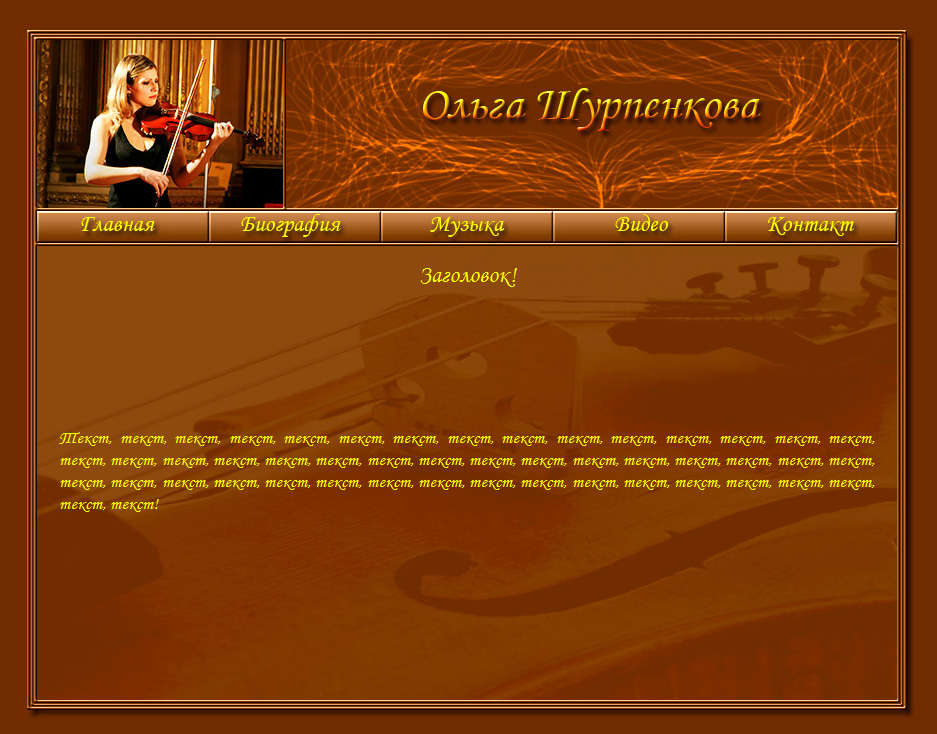 Ольга Шурпенкова
Главная Биография Музыка Видео Контакт
Заголовок!
Текст, текст, текст, текст, текст, текст, текст, текст, текст, текст, текст, текст, текст, текст, текст,
текст, текст, текст, текст, текст, текст, текст, текст, текст, текст, текст, текст, текст, текст, текст, текст,
текст, текст, текст, текст, текст, текст, текст, текст, текст, текст, текст, текст, текст, текст, текст, текст,
текст, текст!